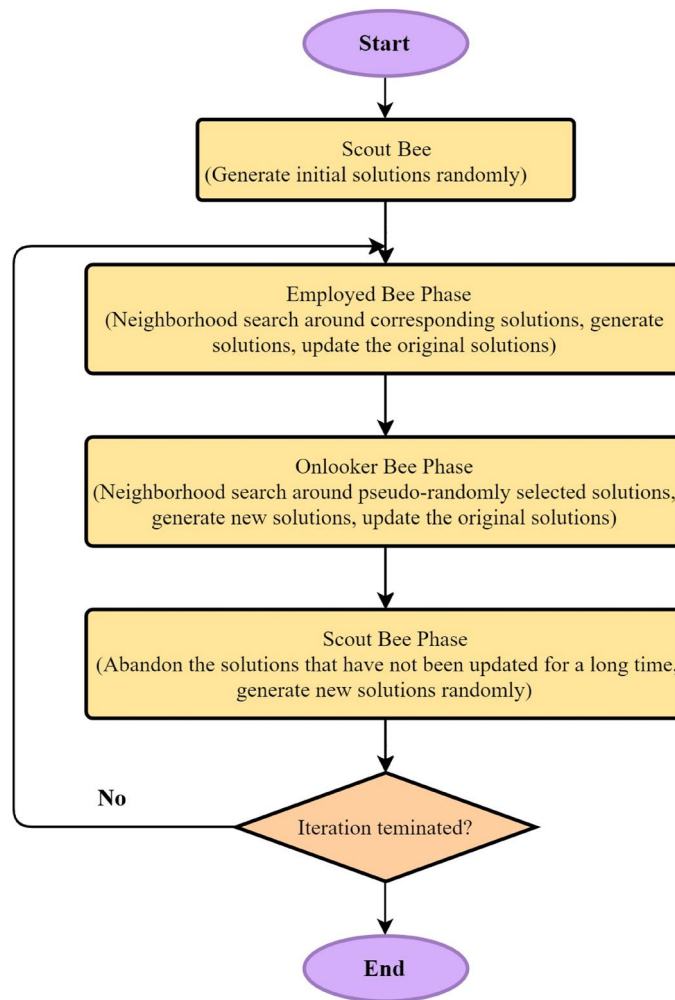 Start
Scout Bee
(Generate initial solutions randomly)
Employed Bee Phase
(Neighborhood search around corresponding solutions, generate
solutions, update the original solutions)
Onlooker Bee Phase
(Neighborhood search around pseudo-randomly selected solutions,
generate new solutions, update the original solutions)
Scout Bee Phase
(Abandon the solutions that have not been updated for a long time,
generate new solutions randomly)
No
Iteration teminated?
End